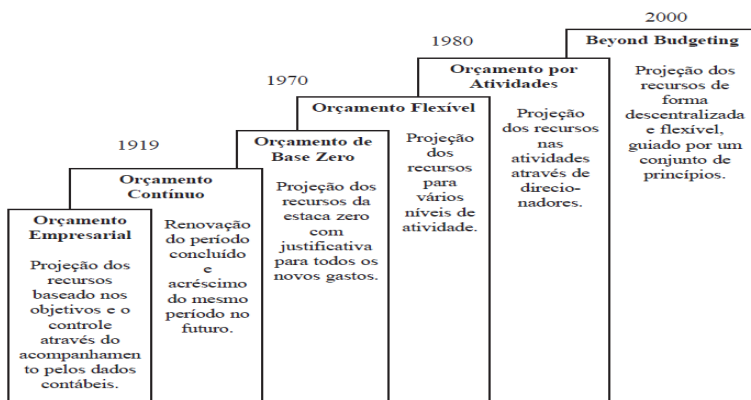 1919
Orçamento
Empresarial
Projeção dos
recursos
baseado nos
objetivos e o
controle
através do
acompanhamen
to pelos dados
contábeis.
Orçamento
Contínuo
Renovação
do período
concluído
e
acréscimo
do mesmo
período no
futuro.
1970
Orçamento de
Base Zero
Projeção dos
recursos da
estaca zero
com
justificativa
para todos os
novos gastos.
Orçamento Flexível
Projeção
dos
recursos
para
vários
níveis de
atividade.
1980
Orçamento por
Atividades
Projeção
dos recursos
nas
atividades
através de
direcio-
nadores.
2000
Beyond Budgeting
Projeção dos
recursos de
forma
descentralizada
e flexível,
guiado por um
conjunto de
princípios.